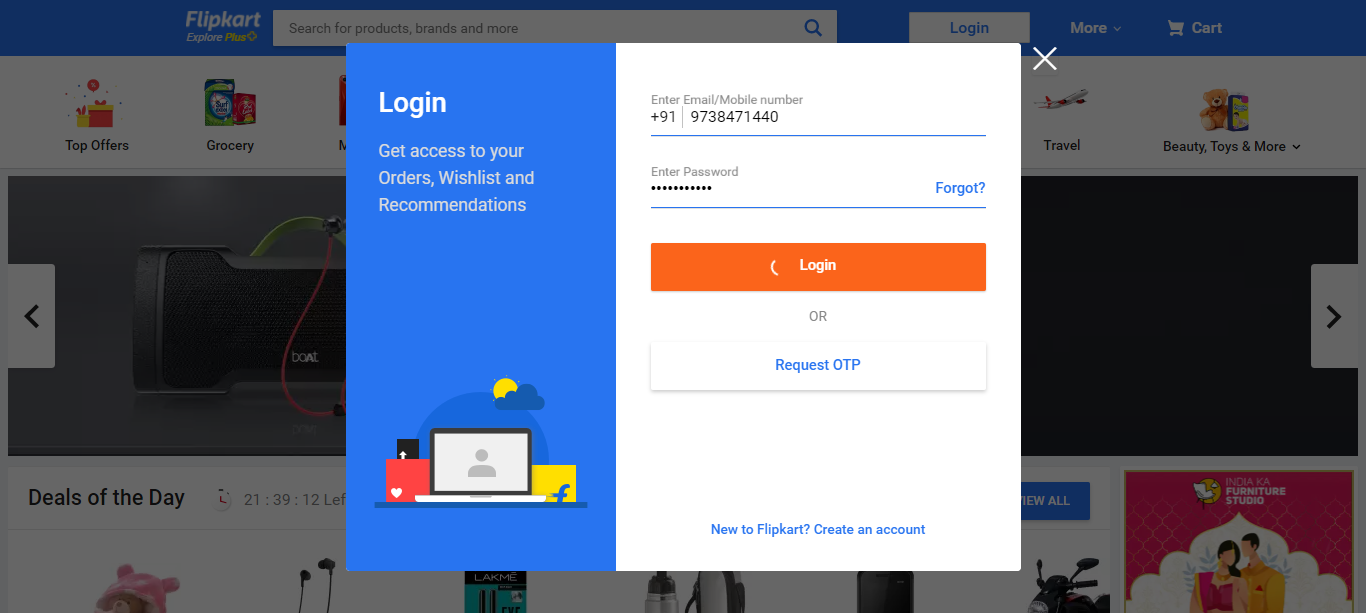 Flipkart
Explore Plus
Search for products, brands and more
Login
More
Cart
Top Offers
Grocery
M
Travel
Beauty, Toys & More
Login
Get access to your
Orders, Wishlist and
Recommendations
Enter Email/Mobile number
+91 9738471440
Enter Password
•••••••••••
Forgot?
Login
OR
Request OTP
New to Flipkart? Create an account
boAt
Deals of the Day
21 : 39 : 12 Lef
VIEW ALL
INDIA KA
FURNITURE
STUDIO
LAKMÉ
EYE